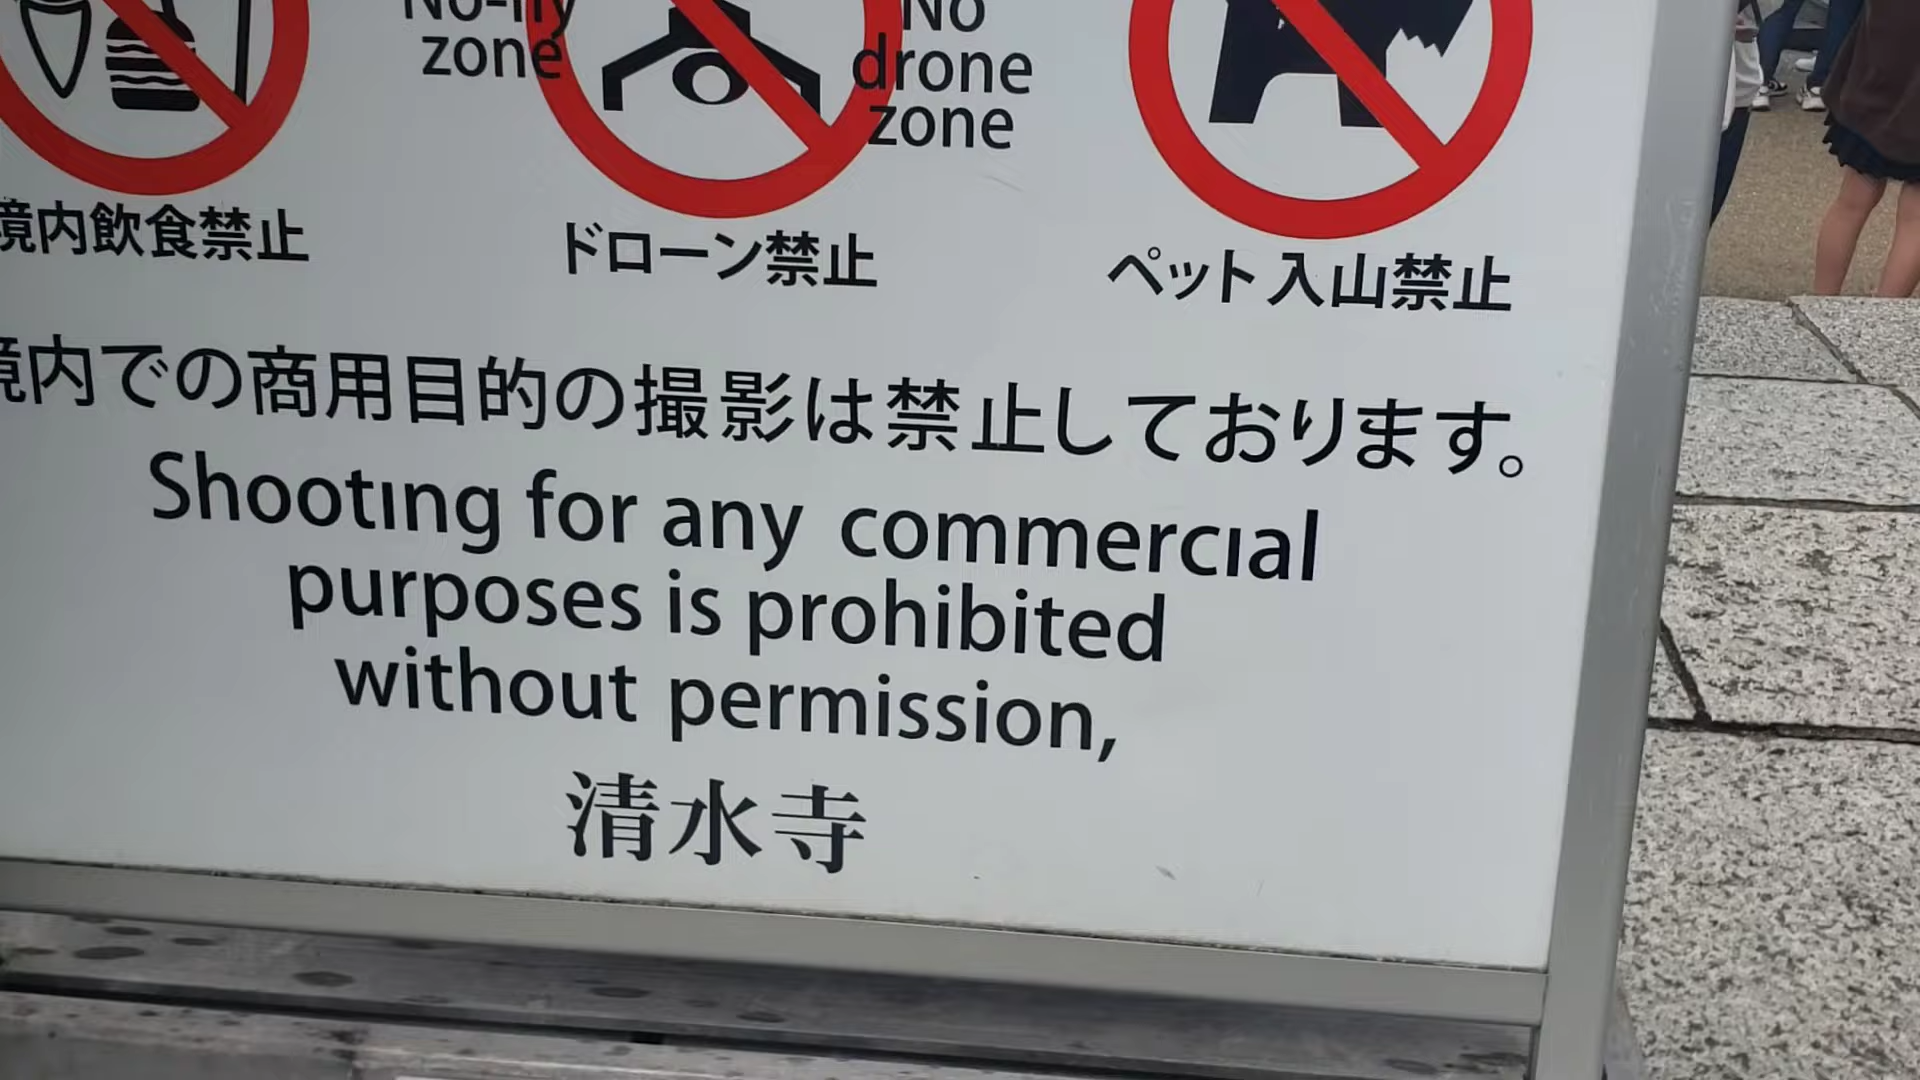 No-fly
zone
No
drone
zone
境内飲食禁止
ドローン禁止
ペット入山禁止
境内での商用目的の撮影は禁止しております。
Shooting for any commercial
purposes is prohibited
without permission,
清水寺